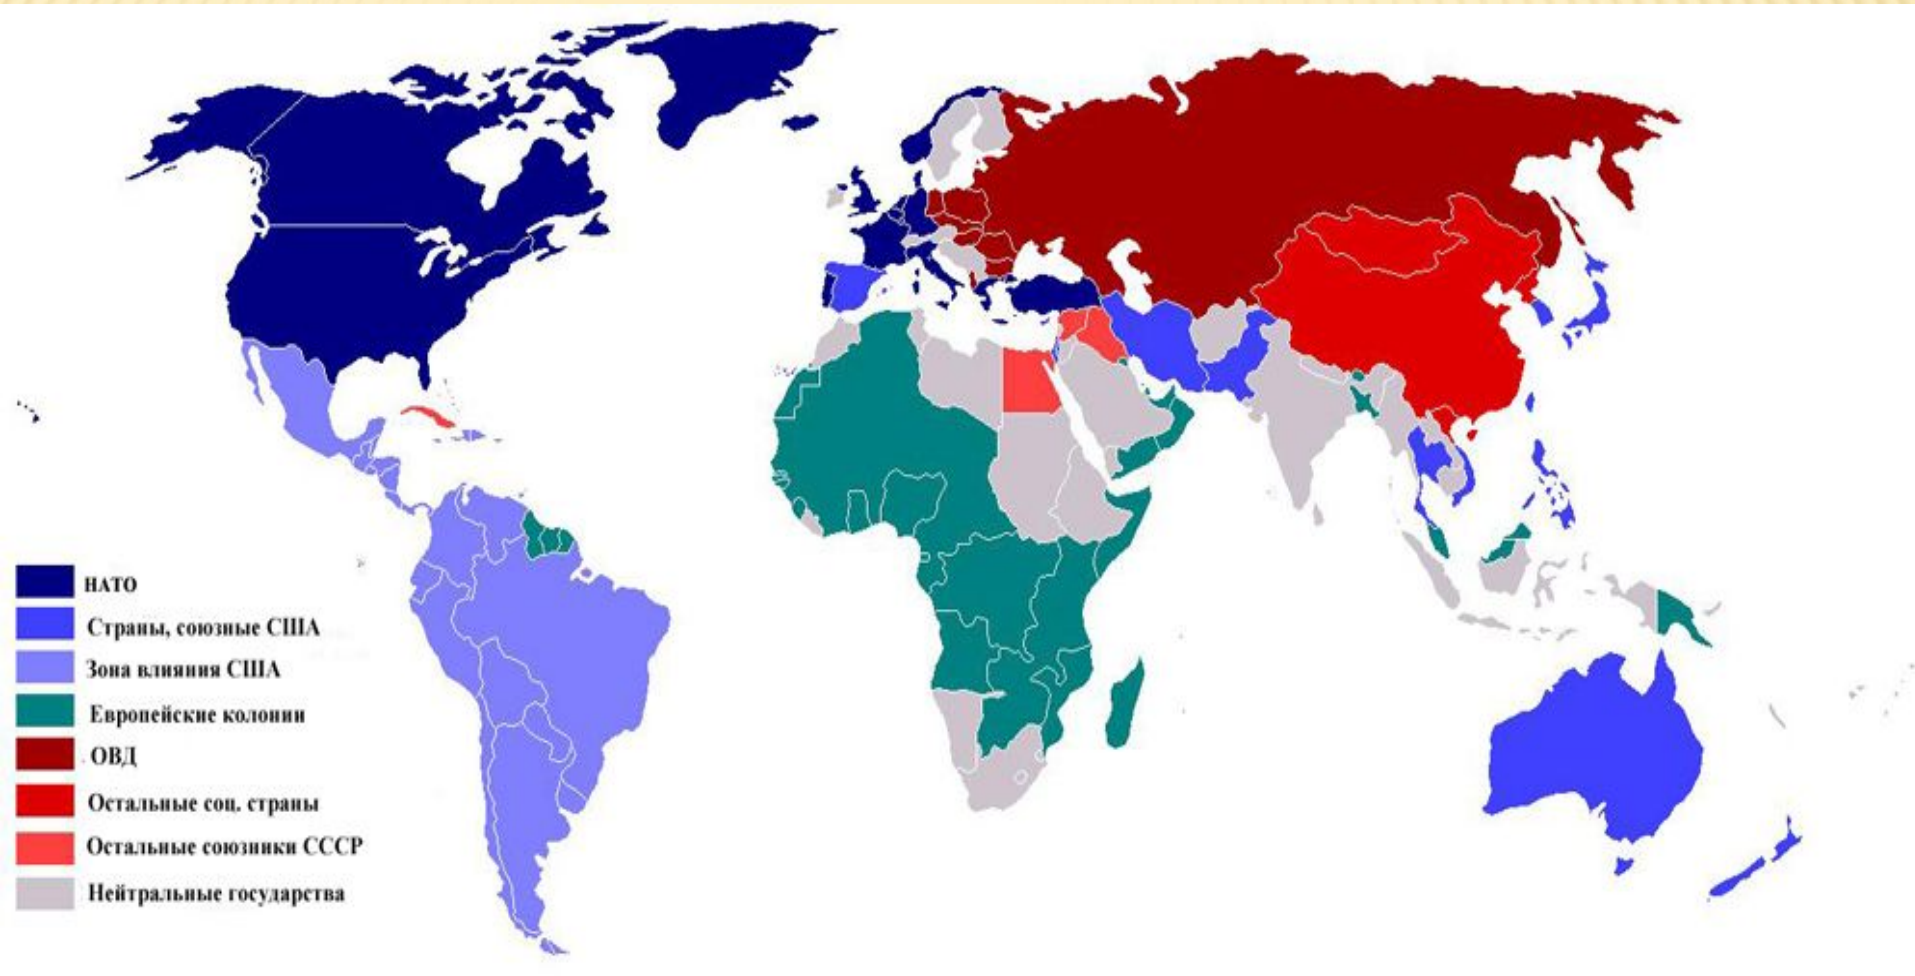 НАТО
Страны, союзные США
Зона влияния США
Европейские колонии
ОВД
Остальные соц. страны
Остальные союзники СССР
Нейтральные государства